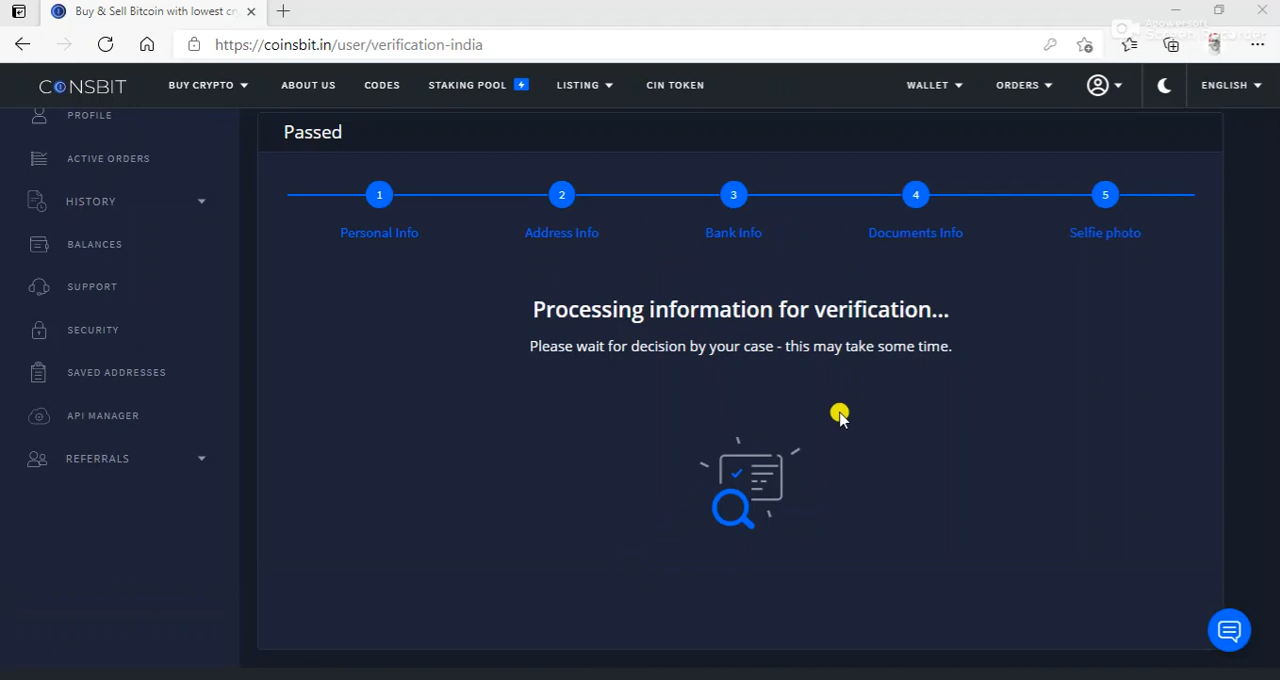 Buy & Sell Bitcoin with lowest cr
https://coinsbit.in/user/verification-india
Apowersoft
Screen Recorder
COINSBIT
BUY CRYPTO
ABOUT US
CODES
STAKING POOL
LISTING
CIN TOKEN
WALLET
ORDERS
ENGLISH
PROFILE
ACTIVE ORDERS
HISTORY
BALANCES
SUPPORT
SECURITY
SAVED ADDRESSES
API MANAGER
REFERRALS
Passed
1 2 3 4 5
Personal Info Address Info Bank Info Documents Info Selfie photo
Processing information for verification...
Please wait for decision by your case - this may take some time.